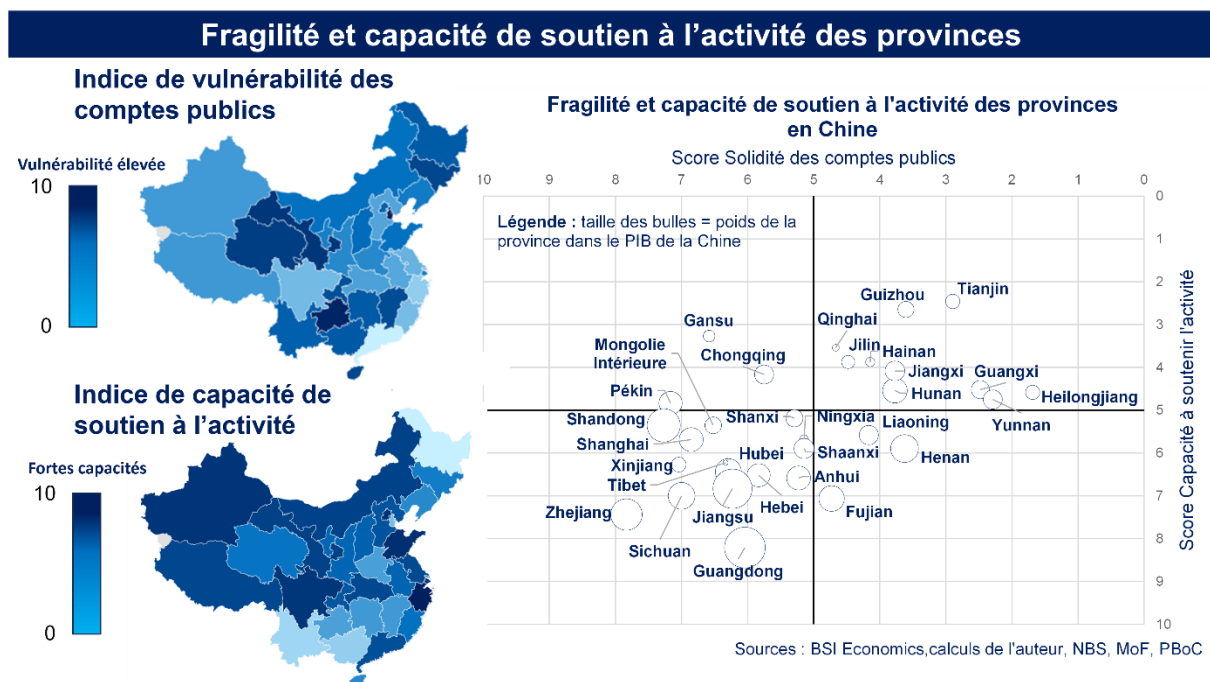 Fragilité et capacité de soutien à l’activité des provinces
Indice de vulnérabilité des
comptes publics
Vulnérabilité élevée
10
0
Indice de capacité de
soutien à l’activité
Fortes capacités
10
0
Fragilité et capacité de soutien à l'activité des provinces
en Chine
Score Solidité des comptes publics
10 9 8 7 6 5 4 3 2 1 0
Légende : taille des bulles = poids de la
province dans le PIB de la Chine
0
1
2
3
4
5
6
7
8
9
10
Score Capacité à soutenir l'activité
Guizhou
Tianjin
Qinghai
Gansu
Mongolie
Intérieure
Chongqing
Jilin
Hainan
Jiangxi
Guangxi
Pékin
Hunan
Heilongjiang
Shandong
Shanxi
Ningxia
Liaoning
Yunnan
Shanghai
Hubei
Shaanxi
Henan
Xinjiang
Tibet
Anhui
Zhejiang
Jiangsu
Hebei
Fujian
Sichuan
Guangdong
Sources : BSI Economics,calculs de l'auteur, NBS, MoF, PBoC